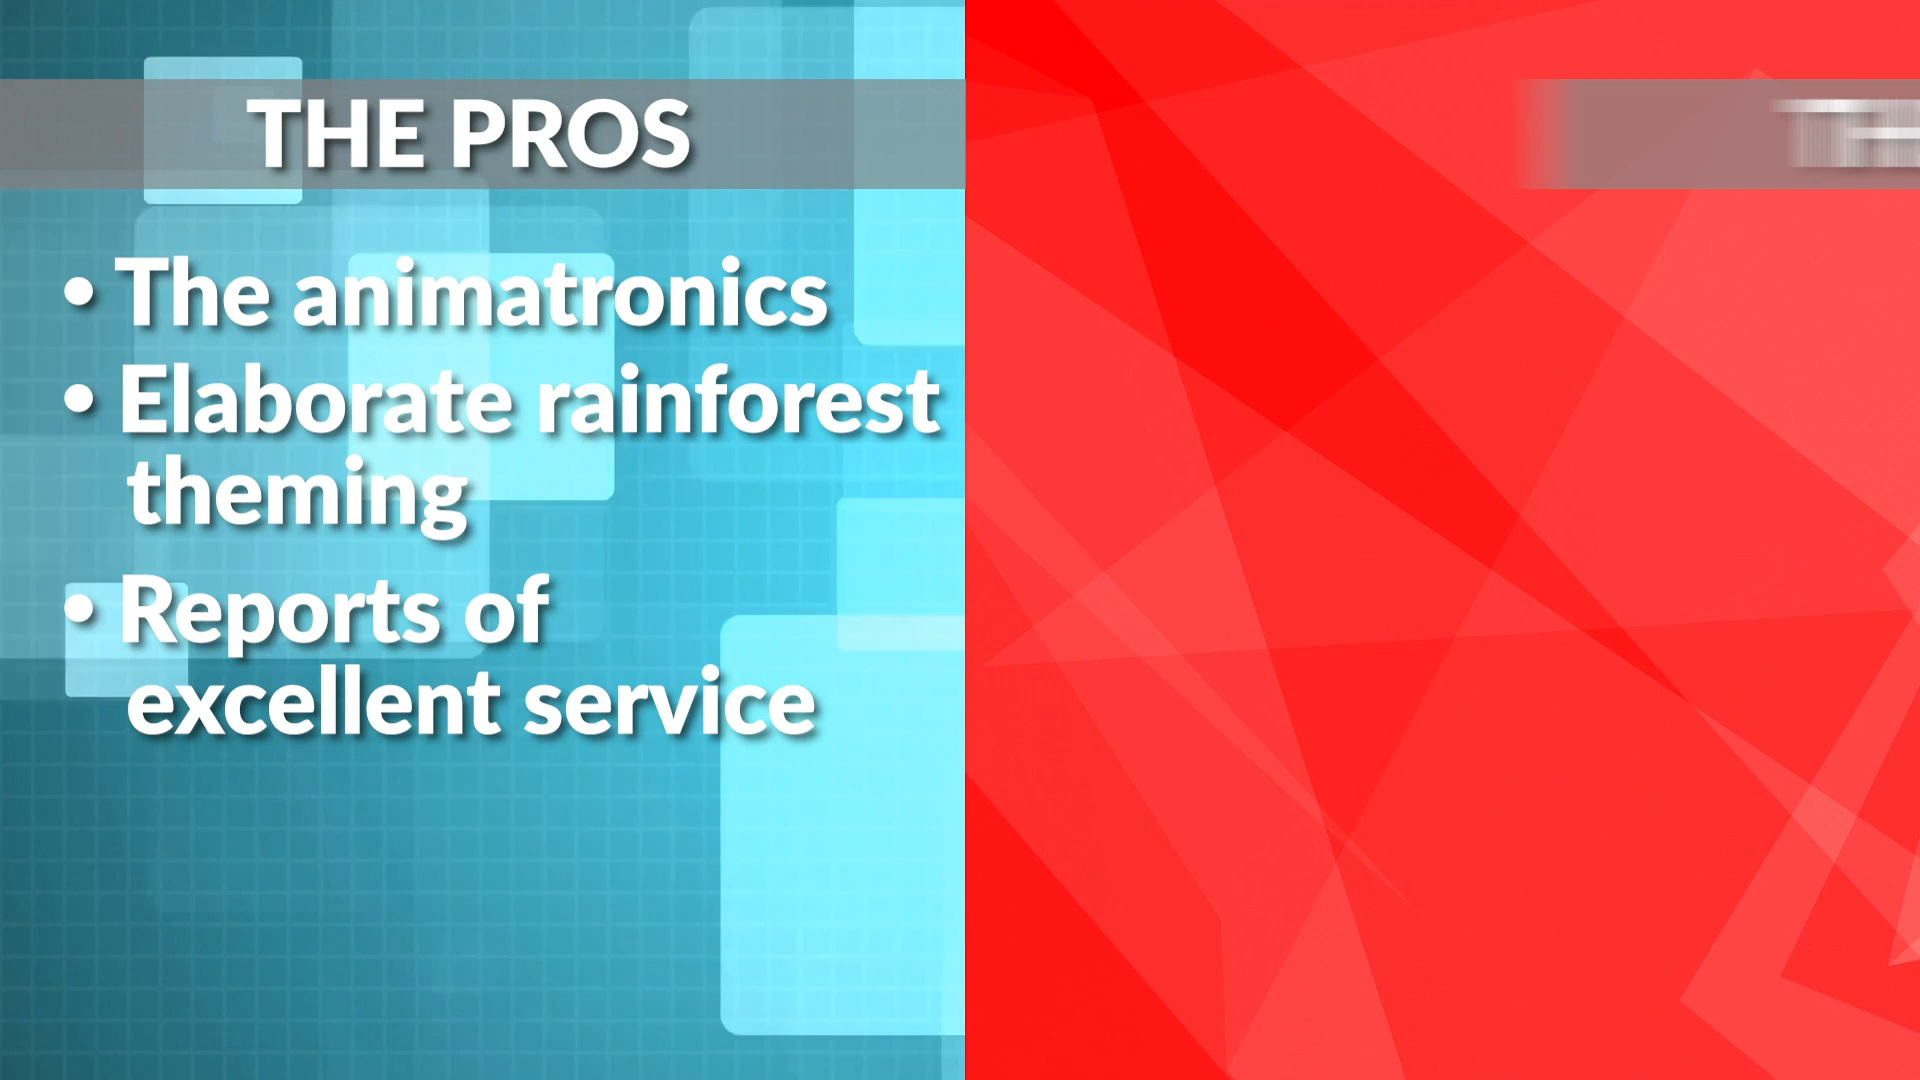 THE PROS
• The animatronics
• Elaborate rainforest
theming
• Reports of
excellent service